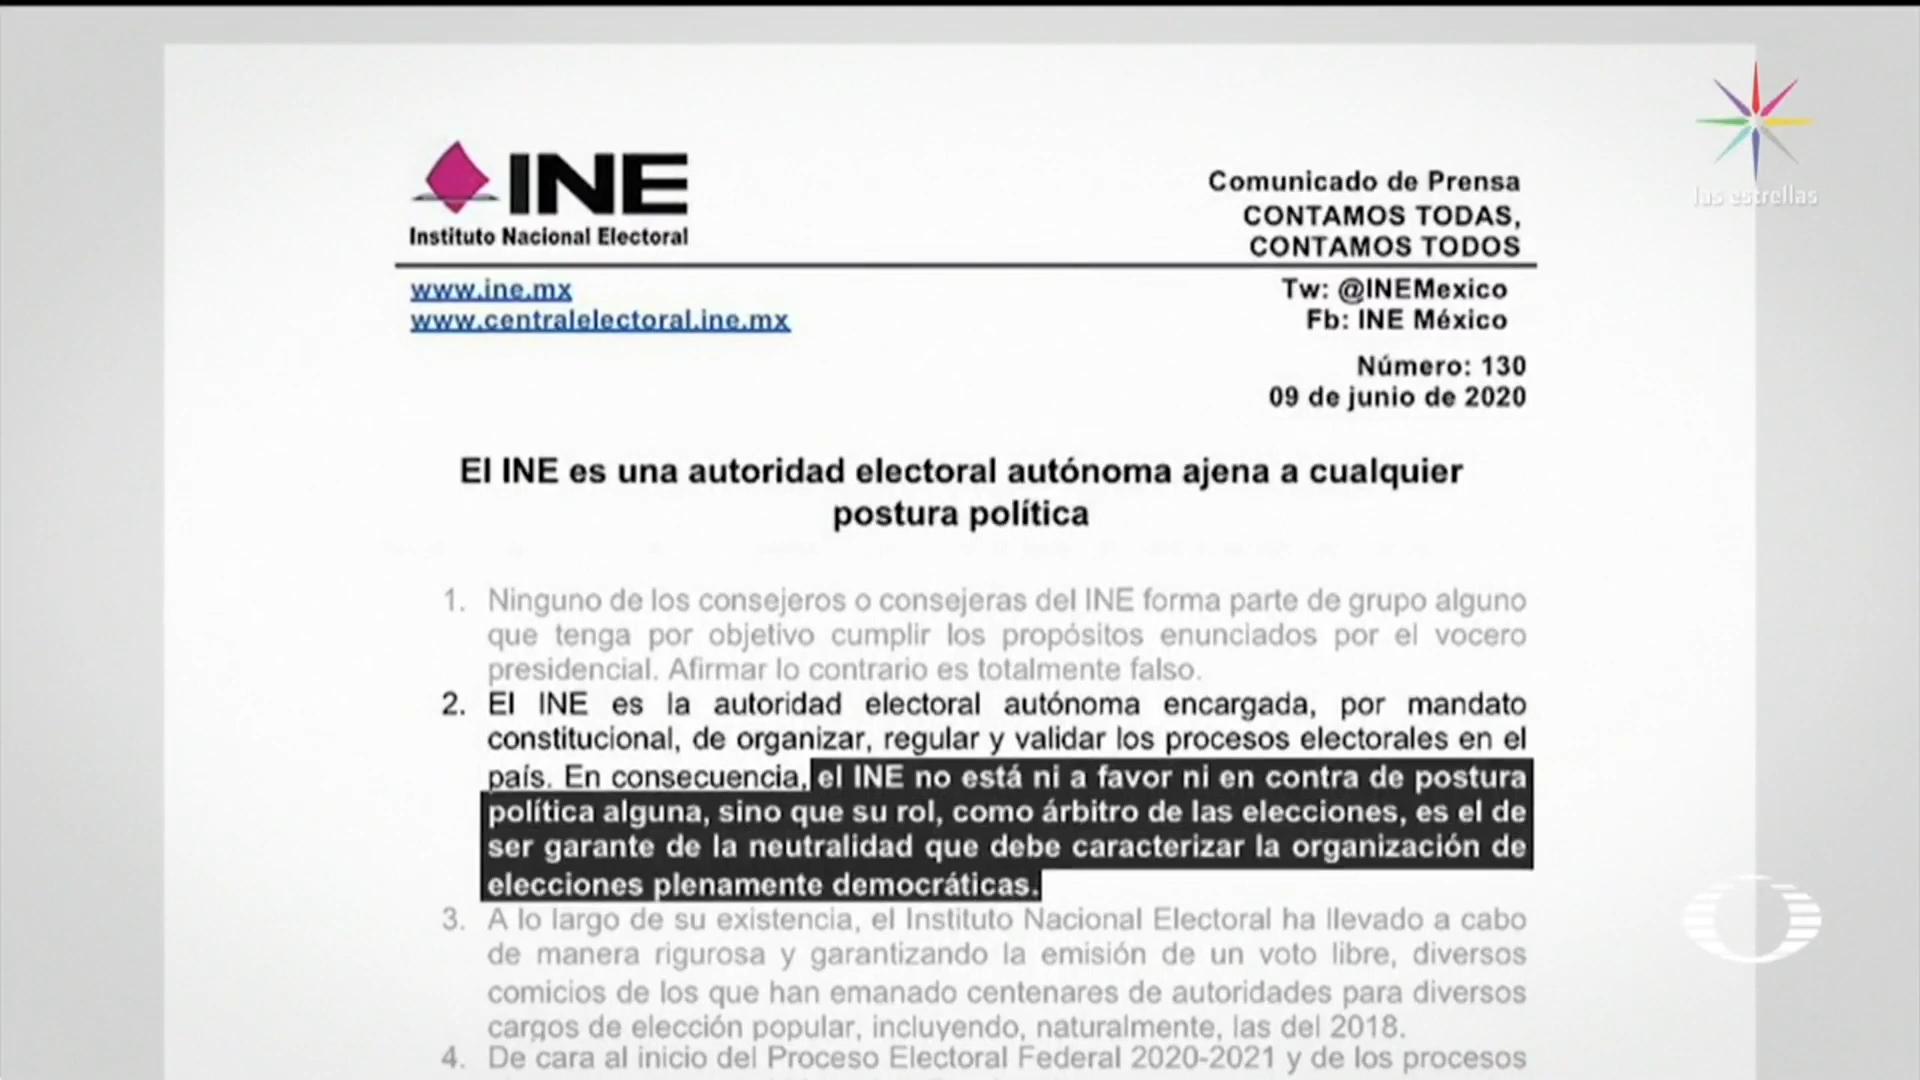 INE
Instituto Nacional Electoral
Comunicado de Prensa
CONTAMOS TODAS,
CONTAMOS TODOS
las estrellas
www.ine.mx
www.centralelectoral.ine.mx
Tw: @INEMexico
Fb: INE México
Número: 130
09 de junio de 2020
El INE es una autoridad electoral autónoma ajena a cualquier
postura política
1. Ninguno de los consejeros o consejeras del INE forma parte de grupo alguno
que tenga por objetivo cumplir los propósitos enunciados por el vocero
presidencial. Afirmar lo contrario es totalmente falso.
2. El INE es la autoridad electoral autónoma encargada, por mandato
constitucional, de organizar, regular y validar los procesos electorales en el
país. En consecuencia, el INE no está ni a favor ni en contra de postura
política alguna, sino que su rol, como árbitro de las elecciones, es el de
ser garante de la neutralidad que debe caracterizar la organización de
elecciones plenamente democráticas.
3. A lo largo de su existencia, el Instituto Nacional Electoral ha llevado a cabo
de manera rigurosa y garantizando la emisión de un voto libre, diversos
comicios de los que han emanado centenares de autoridades para diversos
cargos de elección popular, incluyendo, naturalmente, las del 2018.
4. De cara al inicio del Proceso Electoral Federal 2020-2021 y de los procesos